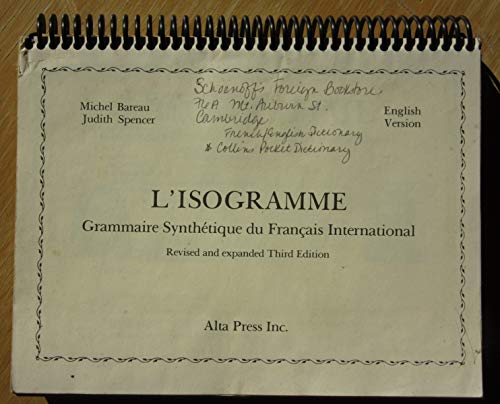 Schoenoff's Foreign Bookstore
76A Mt. Auburn St.
Cambridge
French/English Dictionary
& Collins Pocket Dictionary
Michel Bareau
Judith Spencer
English
Version
L'ISOGRAMME
Grammaire Synthétique du Français International
Revised and expanded Third Edition
Alta Press Inc.